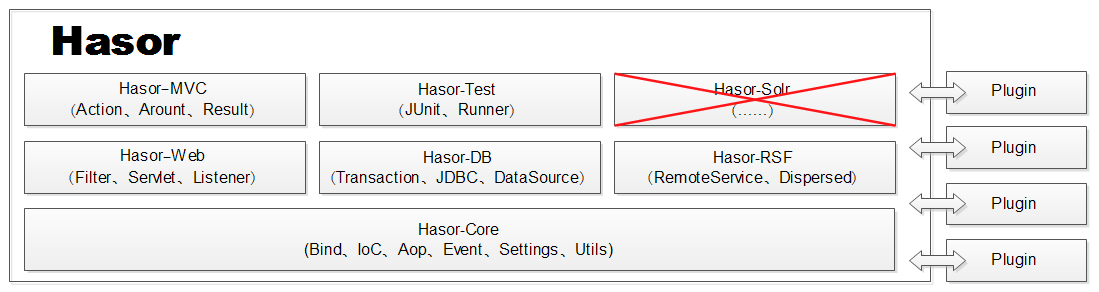 Hasor
Hasor–MVC
(Action、Arount、Result)
Hasor-Test
(JUnit、Runner)
Hasor-Solr
(……)
Plugin
Plugin
Hasor–Web
(Filter、Servlet、Listener)
Hasor-DB
(Transaction、JDBC、DataSource)
Hasor-RSF
(RemoteService、Dispersed)
Plugin
Hasor-Core
(Bind、IoC、Aop、Event、Settings、Utils)
Plugin